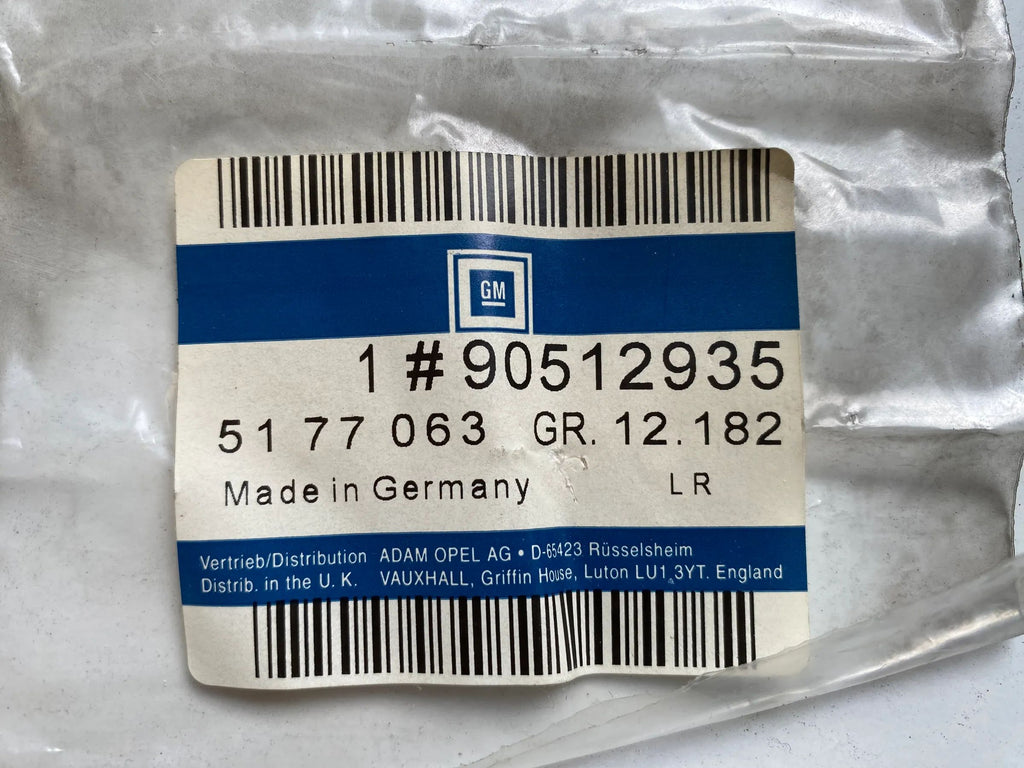 GM
1 # 90512935
51 77 063 GR. 12.182
Made in Germany LR
Vertrieb/Distribution ADAM OPEL AG • D-65423 Rüsselsheim
Distrib. in the U. K. VAUXHALL, Griffin House, Luton LU1 3YT. England